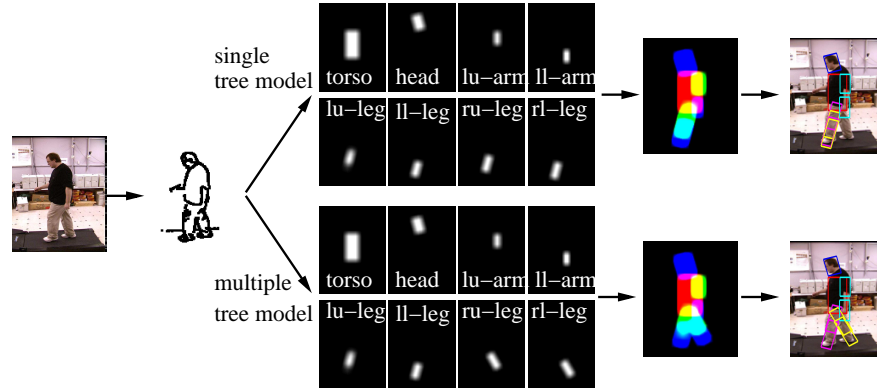 single
tree model
torso head lu−arm ll−arm
lu−leg ll−leg ru−leg rl−leg
multiple
tree model
torso head lu−arm ll−arm
lu−leg ll−leg ru−leg rl−leg